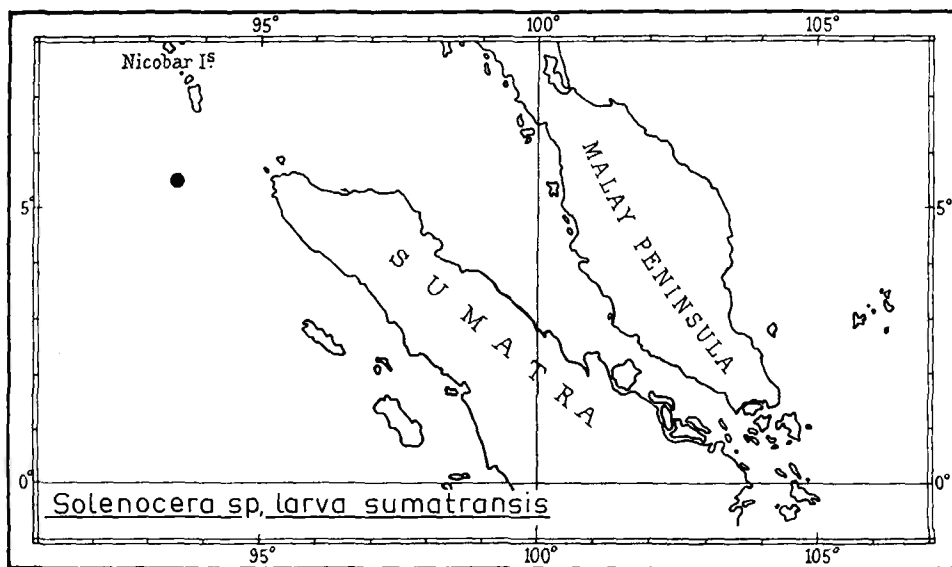 95° 100° 105°
Nicobar Is
5° 5°
MALAY PENINSULA
SUMATRA
0° 0°
Solenocera sp, larva sumatransis
95° 100° 105°